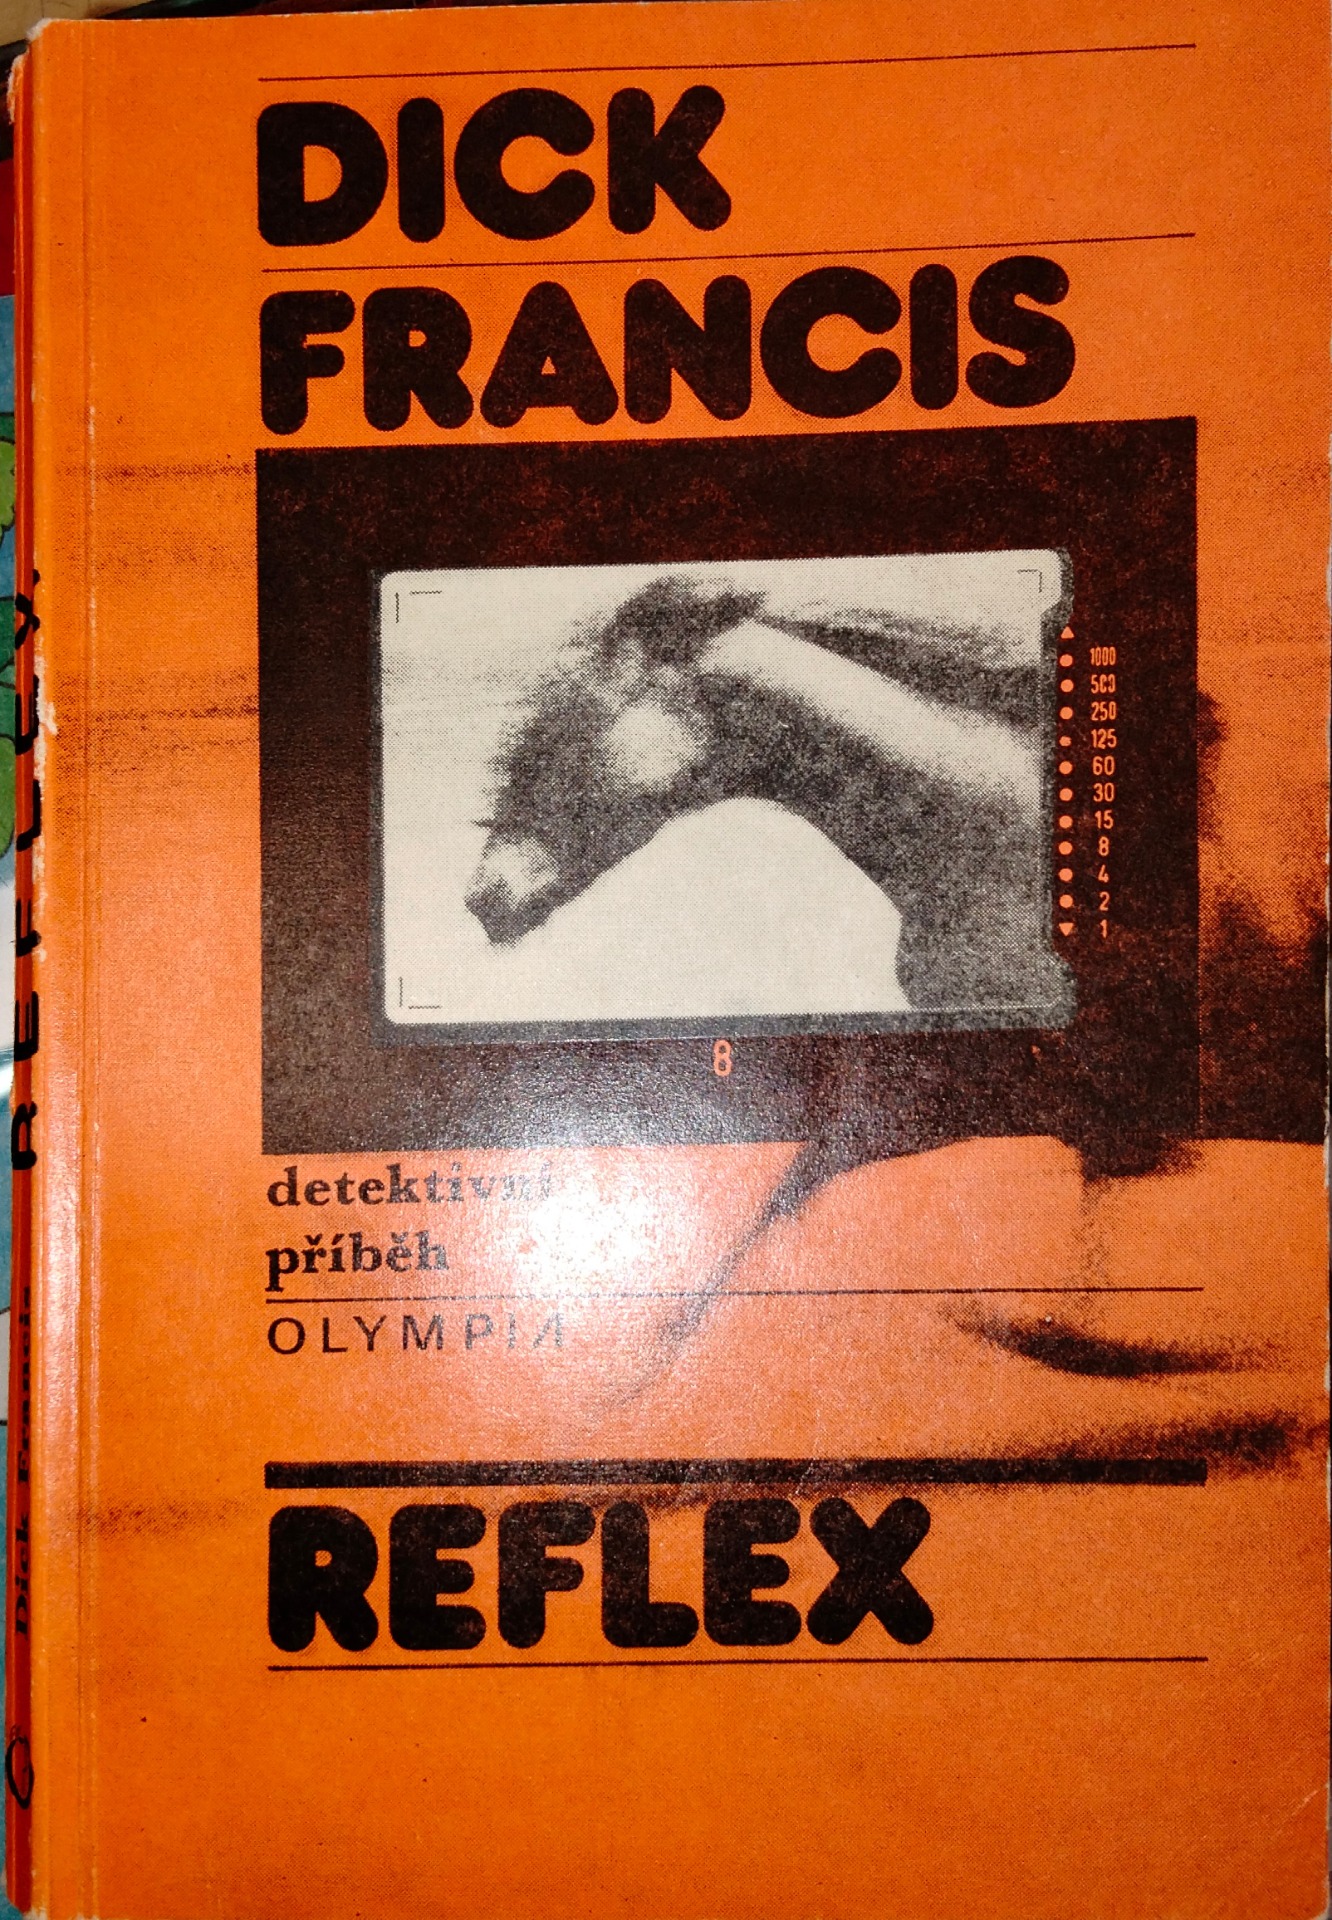 DICK
FRANCIS
1000
500
250
125
60
30
15
8
4
2
1
8
detektivní
příběh
OLYMPIA
REFLEX
Dick Francis REFLEX